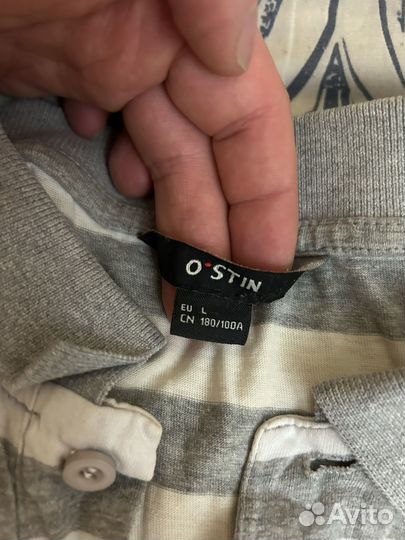 O'STIN
EU L
CN 180/100A
Avito